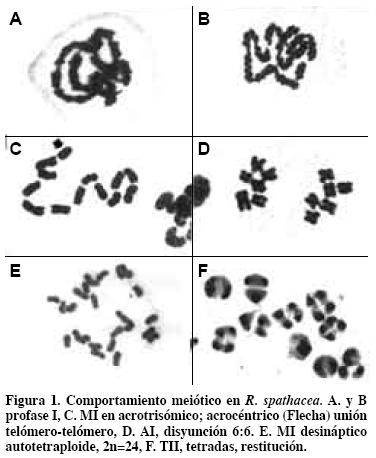 A
B
C
D
E
F
Figura 1. Comportamiento meiótico en R. spathacea. A. y B
profase I, C. MI en acrotrisómico; acrocéntrico (Flecha) unión
telómero-telómero, D. AI, disyunción 6:6. E. MI desináptico
autotetraploide, 2n=24, F. TII, tetradas, restitución.